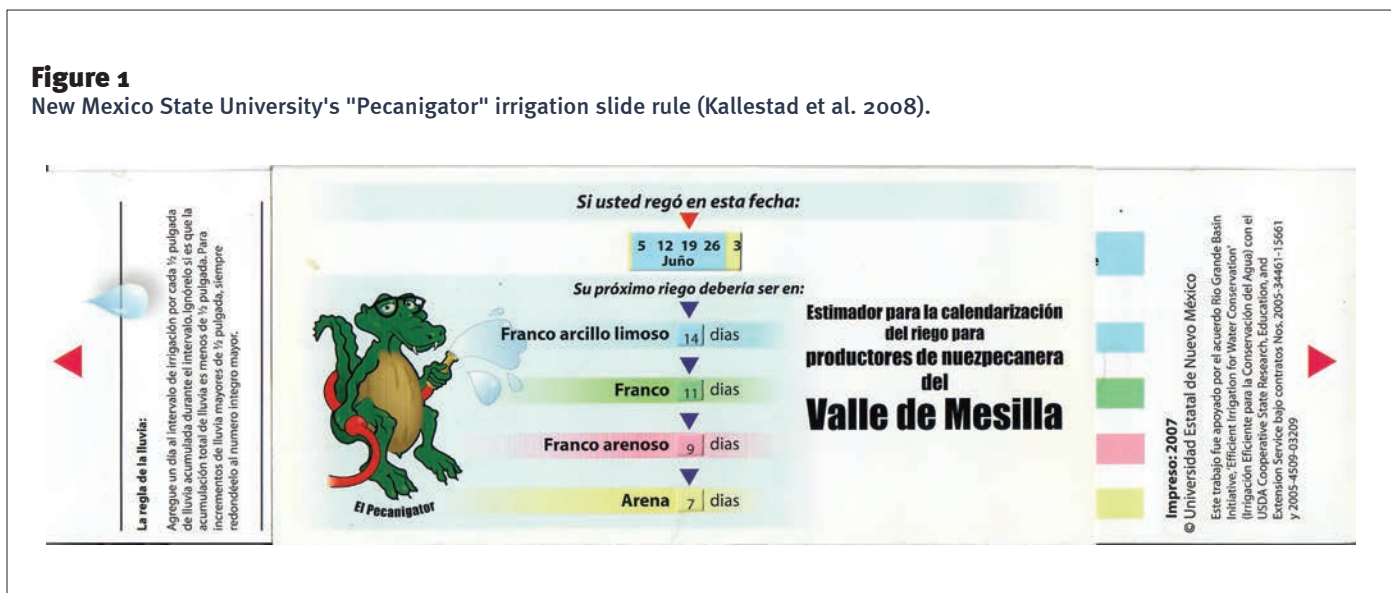 Figure 1
New Mexico State University's "Pecanigator" irrigation slide rule (Kallestad et al. 2008).
La regla de la lluvia:
Agregue un día al intervalo de irrigación por cada ½ pulgada
de lluvia acumulada durante el intervalo. Ignórelo si es que la
acumulación total de lluvia es menos de ½ pulgada. Para
incrementos de lluvia mayores de ½ pulgada, siempre
redondéelo al numero integro mayor.
Si usted regó en esta fecha:
5 12 19 26 3
Juño
Su próximo riego debería ser en:
Franco arcillo limoso 14 dias
Franco 11 dias
Franco arenoso 9 dias
Arena 7 dias
El Pecanigator
Estimador para la calendarización
del riego para
productores de nuezpecanera
del
Valle de Mesilla
Impreso: 2007
© Universidad Estatal de Nuevo México
Este trabajo fue apoyado por el acuerdo Rio Grande Basin
Initiative, 'Efficient Irrigation for Water Conservation'
(Irrigación Eficiente para la Conservación del Agua) con el
USDA Cooperative State Research, Education, and
Extension Service bajo contratos Nos. 2005-34461-15661
y 2005-4509-03209